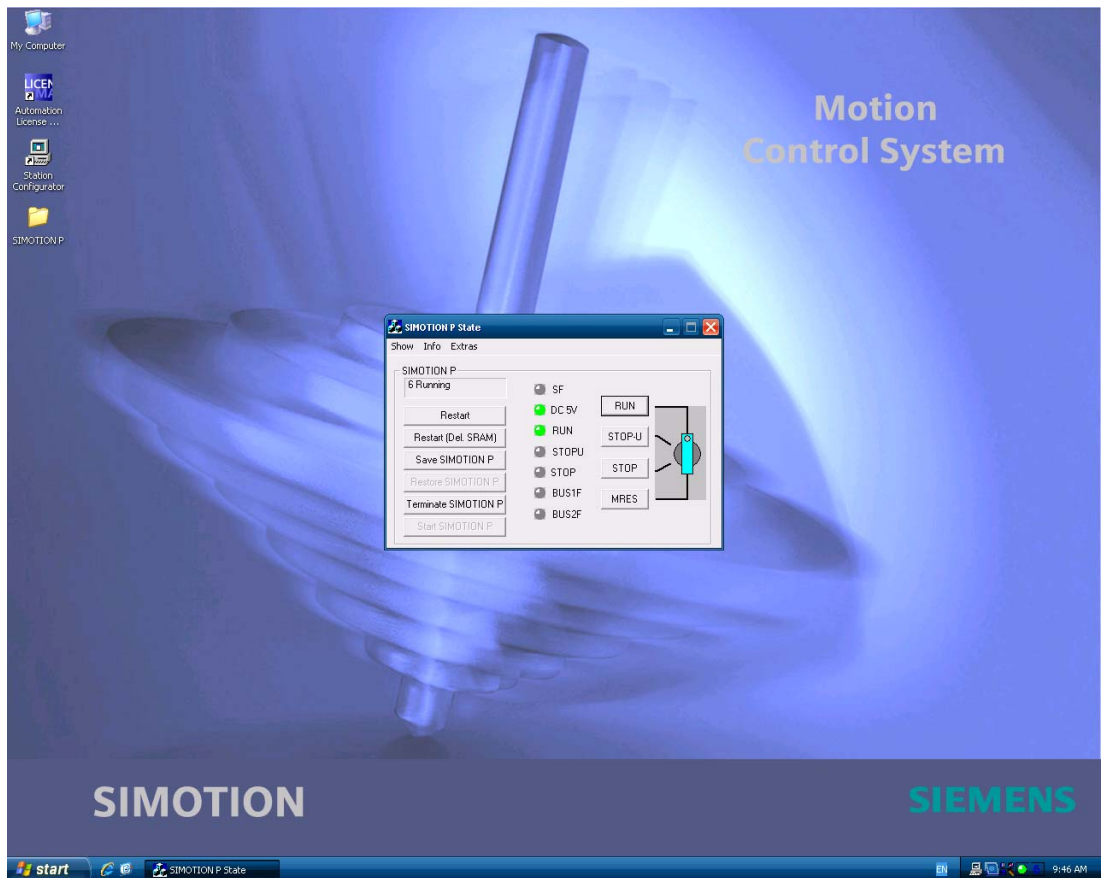 My Computer
LICEN
MA
Automation
License ...
Station
Configurator
SIMOTION P
Motion
Control System
SIMOTION P State
Show Info Extras
SIMOTION P
6 Running
Restart
Restart (Del. SRAM)
Save SIMOTION P
Restore SIMOTION P
Terminate SIMOTION P
Start SIMOTION P
SF
DC 5V
RUN
STOPU
STOP
BUS1F
BUS2F
RUN
STOP-U
STOP
MRES
SIMOTION
SIEMENS
start
SIMOTION P State
EN
9:46 AM